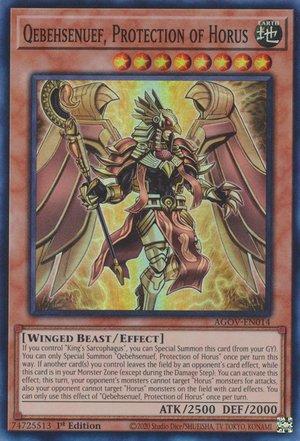 Qebehsenuef, Protection of Horus
EARTH
地
AGOV-EN014
[WINGED BEAST/EFFECT]
If you control "King's Sarcophagus", you can Special Summon this card (from your GY).
You can only Special Summon "Qebehsenuef, Protection of Horus" once per turn this
way. If another card(s) you control leaves the field by an opponent's card effect, while
this card is in your Monster Zone (except during the Damage Step): You can activate this
effect; this turn, your opponent's monsters cannot target "Horus" monsters for attacks,
also your opponent cannot target "Horus" monsters on the field with card effects. You
can only use this effect of "Qebehsenuef, Protection of Horus" once per turn.
ATK/2500 DEF/2000
74725513 1st Edition ©2020 Studio Dice/SHUEISHA, TV TOKYO, KONAMI